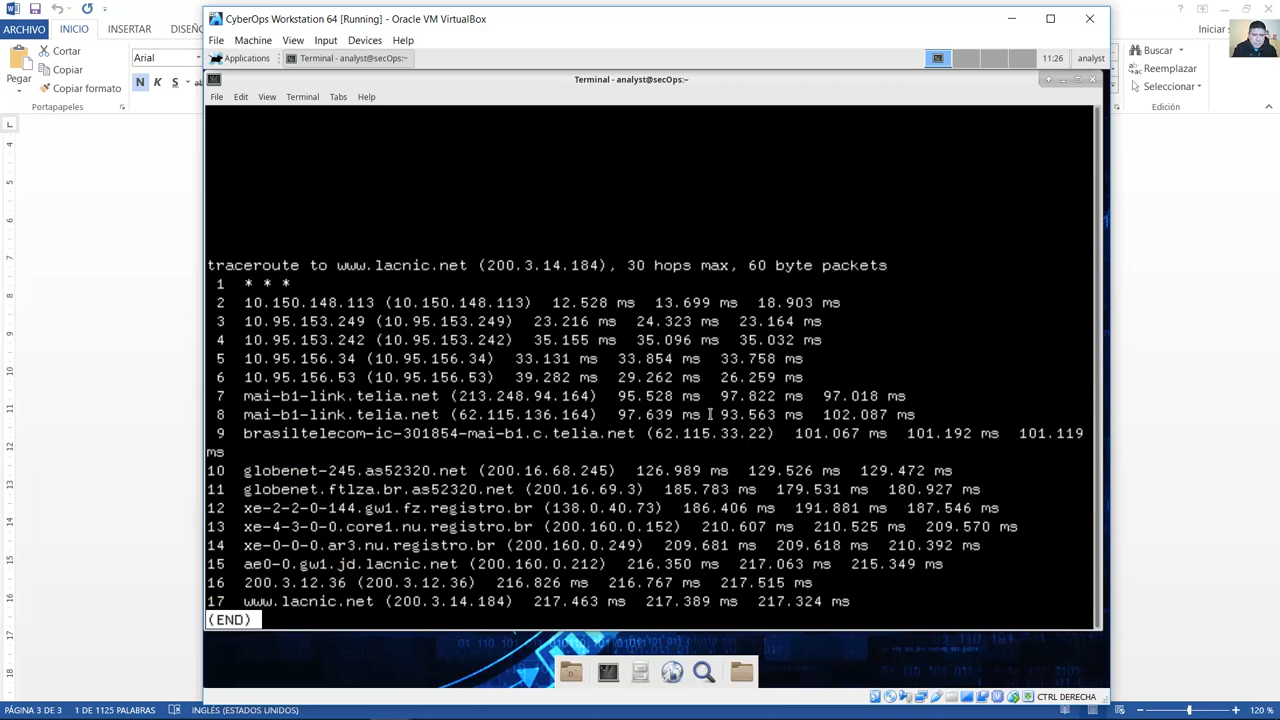 CyberOps Workstation 64 [Running] - Oracle VM VirtualBox
ARCHIVO INICIO INSERTAR DISEÑO
Iniciar s
File Machine View Input Devices Help
Cortar
Copiar
Copiar formato
Pegar
Portapapeles
Arial
N K S
Buscar
Reemplazar
Seleccionar
Edición
Applications Terminal - analyst@secOps:~ 11:26 analyst
Terminal - analyst@secOps:~
File Edit View Terminal Tabs Help
traceroute to www.lacnic.net (200.3.14.184), 30 hops max, 60 byte packets
1 * * *
2 10.150.148.113 (10.150.148.113) 12.528 ms 13.699 ms 18.903 ms
3 10.95.153.249 (10.95.153.249) 23.216 ms 24.323 ms 23.164 ms
4 10.95.153.242 (10.95.153.242) 35.155 ms 35.096 ms 35.032 ms
5 10.95.156.34 (10.95.156.34) 33.131 ms 33.854 ms 33.758 ms
6 10.95.156.53 (10.95.156.53) 39.282 ms 29.262 ms 26.259 ms
7 mai-b1-link.telia.net (213.248.94.164) 95.528 ms 97.822 ms 97.018 ms
8 mai-b1-link.telia.net (62.115.136.164) 97.639 ms 93.563 ms 102.087 ms
9 brasiltelecom-ic-301854-mai-b1.c.telia.net (62.115.33.22) 101.067 ms 101.192 ms 101.119
ms
10 globenet-245.as52320.net (200.16.68.245) 126.989 ms 129.526 ms 129.472 ms
11 globenet.ftlza.br.as52320.net (200.16.69.3) 185.783 ms 179.531 ms 180.927 ms
12 xe-2-2-0-144.gw1.fz.registro.br (138.0.40.73) 186.406 ms 191.881 ms 187.546 ms
13 xe-4-3-0-0.core1.nu.registro.br (200.160.0.152) 210.607 ms 210.525 ms 209.570 ms
14 xe-0-0-0.ar3.nu.registro.br (200.160.0.249) 209.681 ms 209.618 ms 210.392 ms
15 ae0-0.gw1.jd.lacnic.net (200.160.0.212) 216.350 ms 217.063 ms 215.349 ms
16 200.3.12.36 (200.3.12.36) 216.826 ms 216.767 ms 217.515 ms
17 www.lacnic.net (200.3.14.184) 217.463 ms 217.389 ms 217.324 ms
(END)
CTRL DERECHA
PÁGINA 3 DE 3 1 DE 1125 PALABRAS INGLÉS (ESTADOS UNIDOS) 120 %